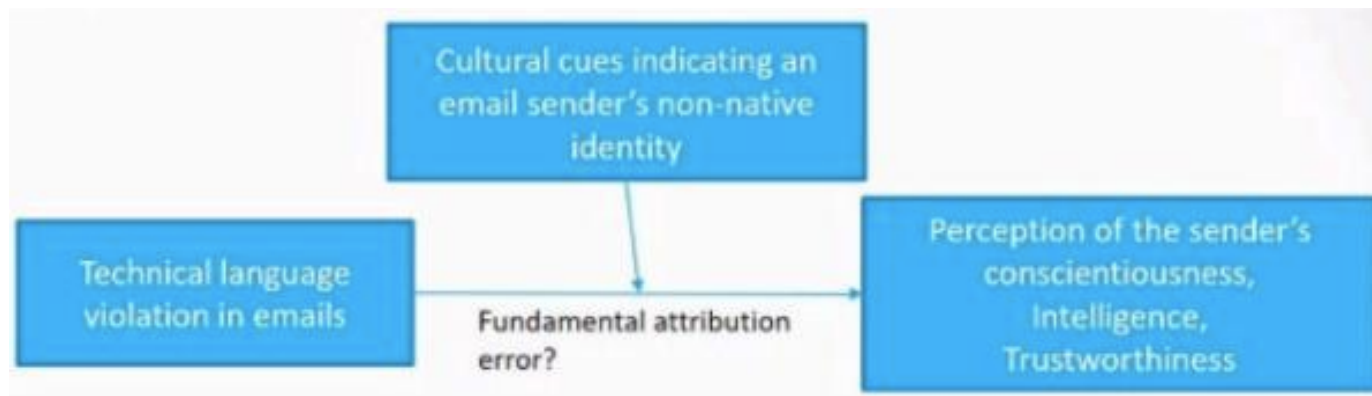 Cultural cues indicating an
email sender's non-native
identity
Technical language
violation in emails
Fundamental attribution
error?
Perception of the sender's
conscientiousness,
Intelligence,
Trustworthiness